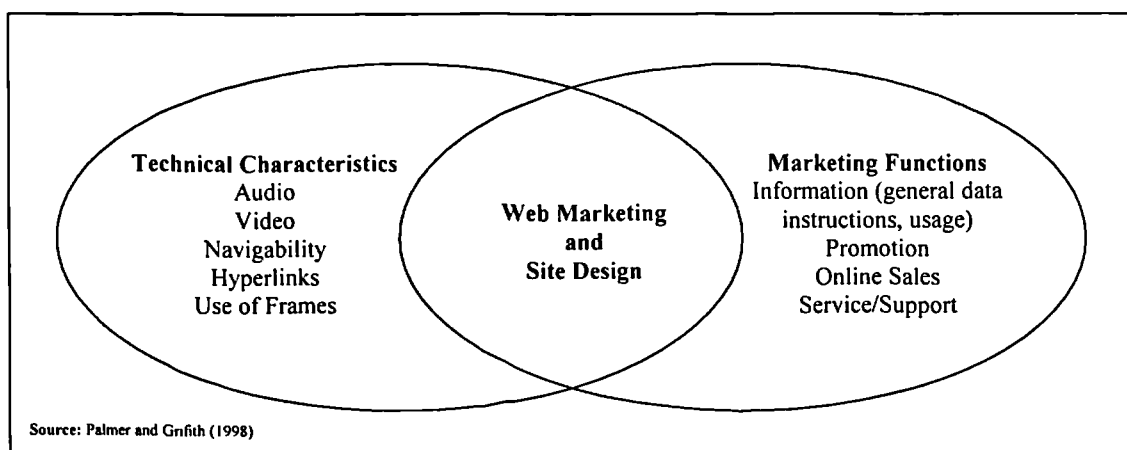 Technical Characteristics
Audio
Video
Navigability
Hyperlinks
Use of Frames
Web Marketing
and
Site Design
Marketing Functions
Information (general data
instructions, usage)
Promotion
Online Sales
Service/Support
Source: Palmer and Griffith (1998)